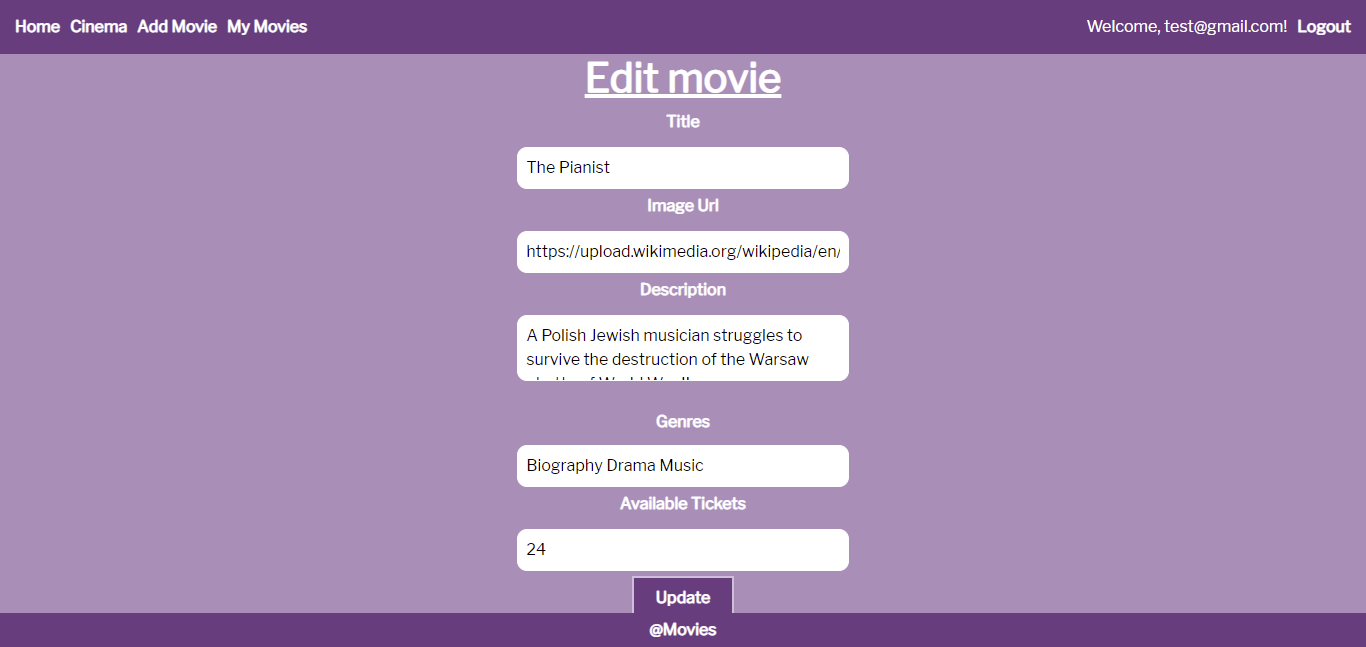 Home Cinema Add Movie My Movies Welcome, test@gmail.com! Logout
Edit movie
Title
The Pianist
Image Url
https://upload.wikimedia.org/wikipedia/en/
Description
A Polish Jewish musician struggles to
survive the destruction of the Warsaw
Genres
Biography Drama Music
Available Tickets
24
Update
@Movies